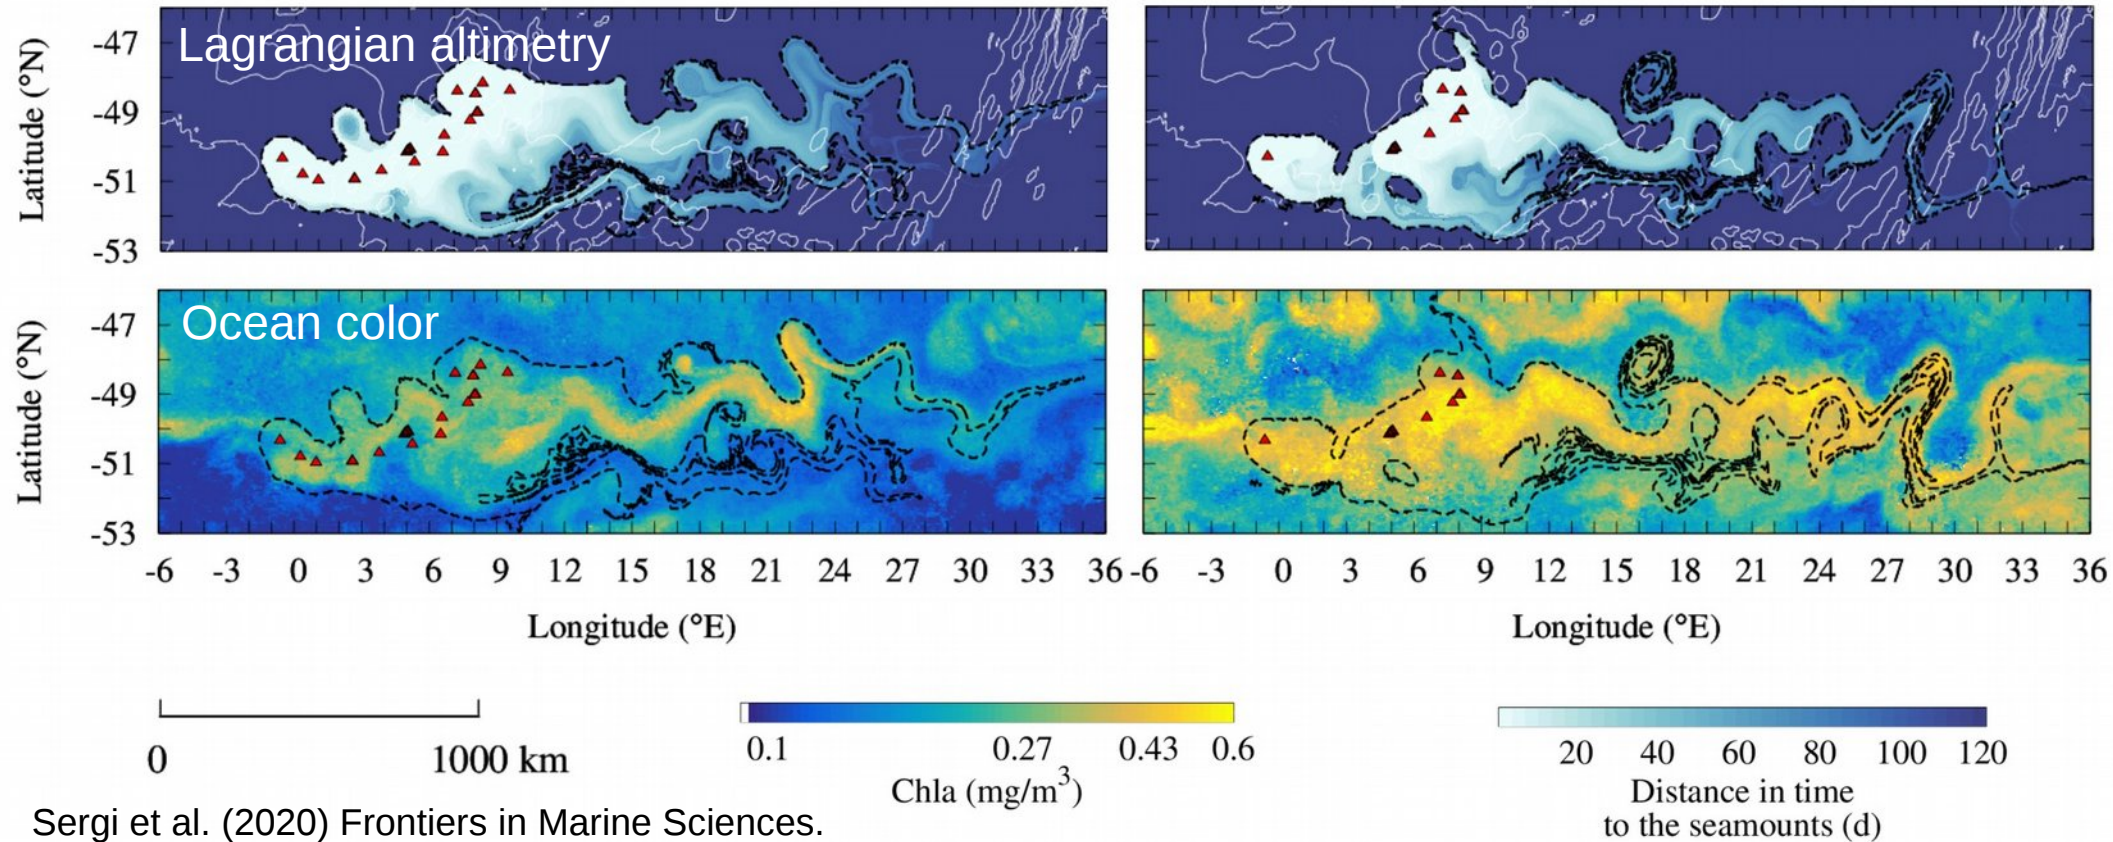 Lagrangian altimetry
Latitude (°N)
-47
-49
-51
-53
Ocean color
Latitude (°N)
-47
-49
-51
-53
-6 -3 0 3 6 9 12 15 18 21 24 27 30 33 36 -6 -3 0 3 6 9 12 15 18 21 24 27 30 33 36
Longitude (°E) Longitude (°E)
0 1000 km
0.1 0.27 0.43 0.6
Chla (mg/m³)
20 40 60 80 100 120
Distance in time
to the seamounts (d)
Sergi et al. (2020) Frontiers in Marine Sciences.